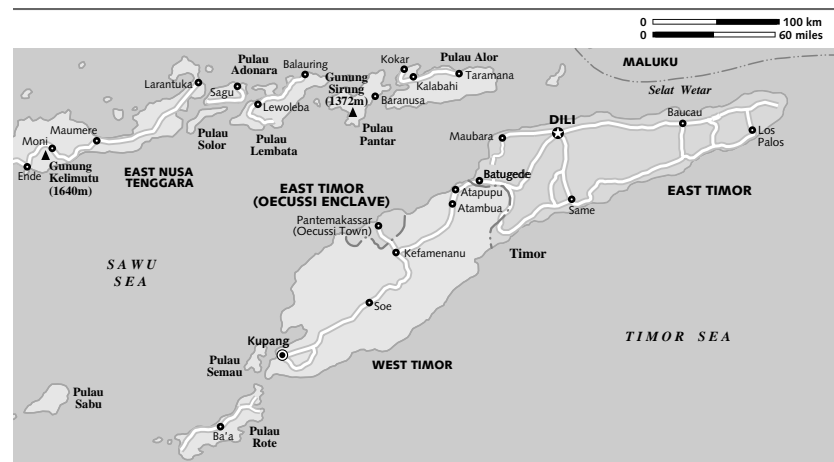 0 100 km
0 60 miles
Pulau
Adonara
Balauring
Kokar
Pulau Alor
MALUKU
Larantuka
Sagu
Gunung
Sirung
(1372m)
Taramana
Kalabahi
Selat Wetar
Lewoleba
Baranusa
DILI
Baucau
Maumere
Moni
Pulau
Solor
Pulau
Lembata
Pulau
Pantar
Maubara
Los
Palos
Gunung
Kelimutu
(1640m)
Ende
EAST NUSA
TENGGARA
Batugede
EAST TIMOR
(OECUSSI ENCLAVE)
Atapupu
EAST TIMOR
Atambua
Same
Pantemakassar
(Oecussi Town)
Kefamenanu
Timor
SAWU
SEA
Soe
TIMOR SEA
Kupang
Pulau
Semau
WEST TIMOR
Pulau
Sabu
Ba'a
Pulau
Rote